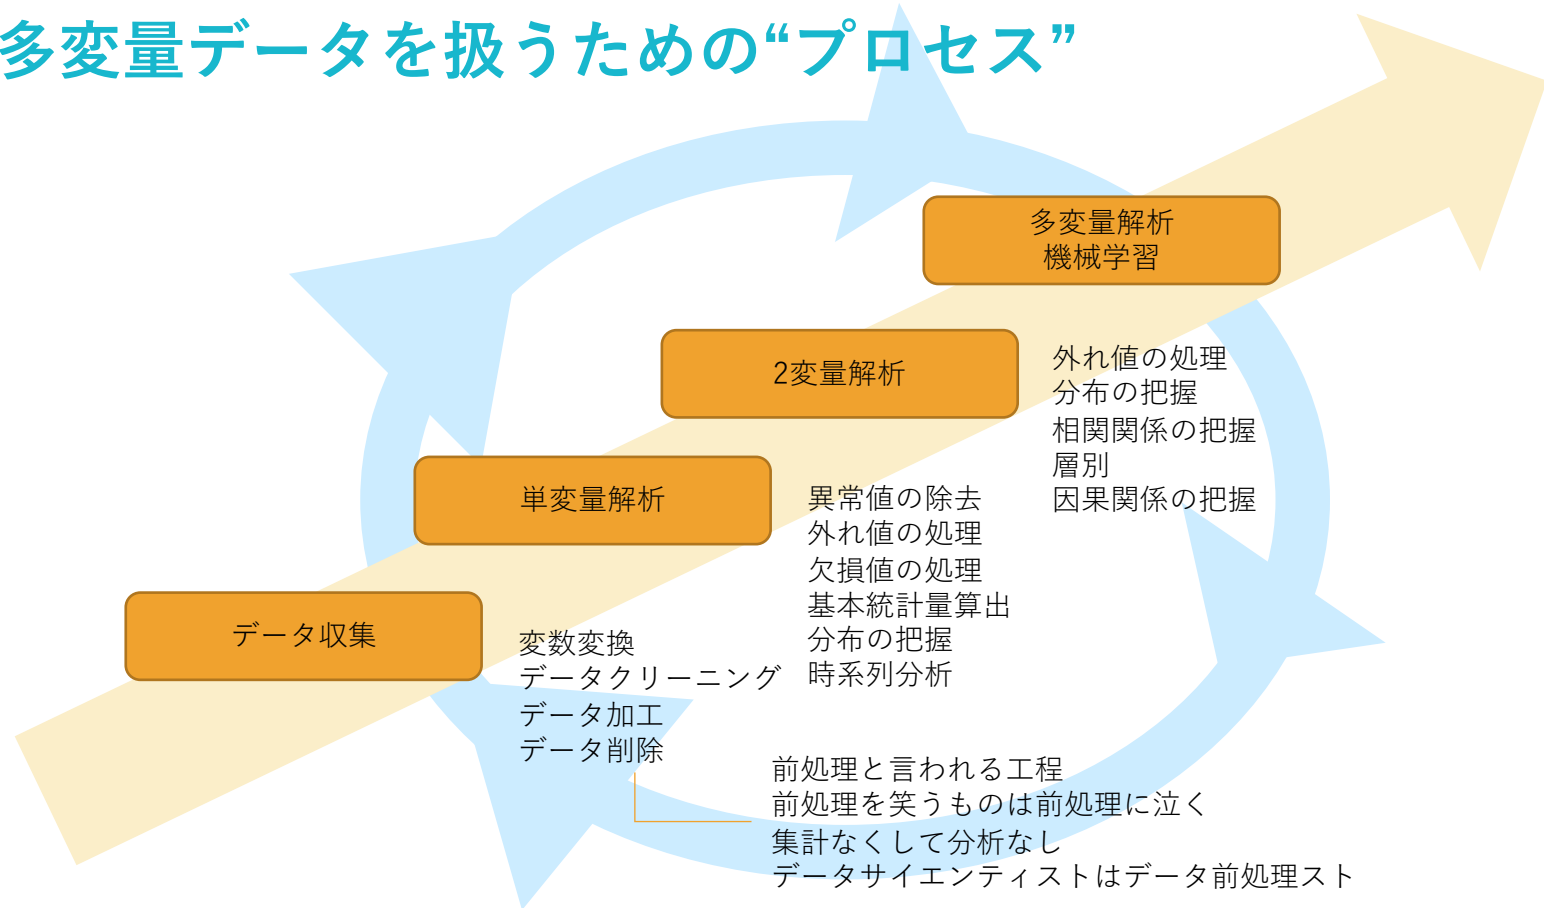 多変量データを扱うための“プロセス”
多変量解析
機械学習
2変量解析
外れ値の処理
分布の把握
相関関係の把握
層別
因果関係の把握
単変量解析
異常値の除去
外れ値の処理
欠損値の処理
基本統計量算出
分布の把握
時系列分析
データ収集
変数変換
データクリーニング
データ加工
データ削除
前処理と言われる工程
前処理を笑うものは前処理に泣く
集計なくして分析なし
データサイエンティストはデータ前処理スト